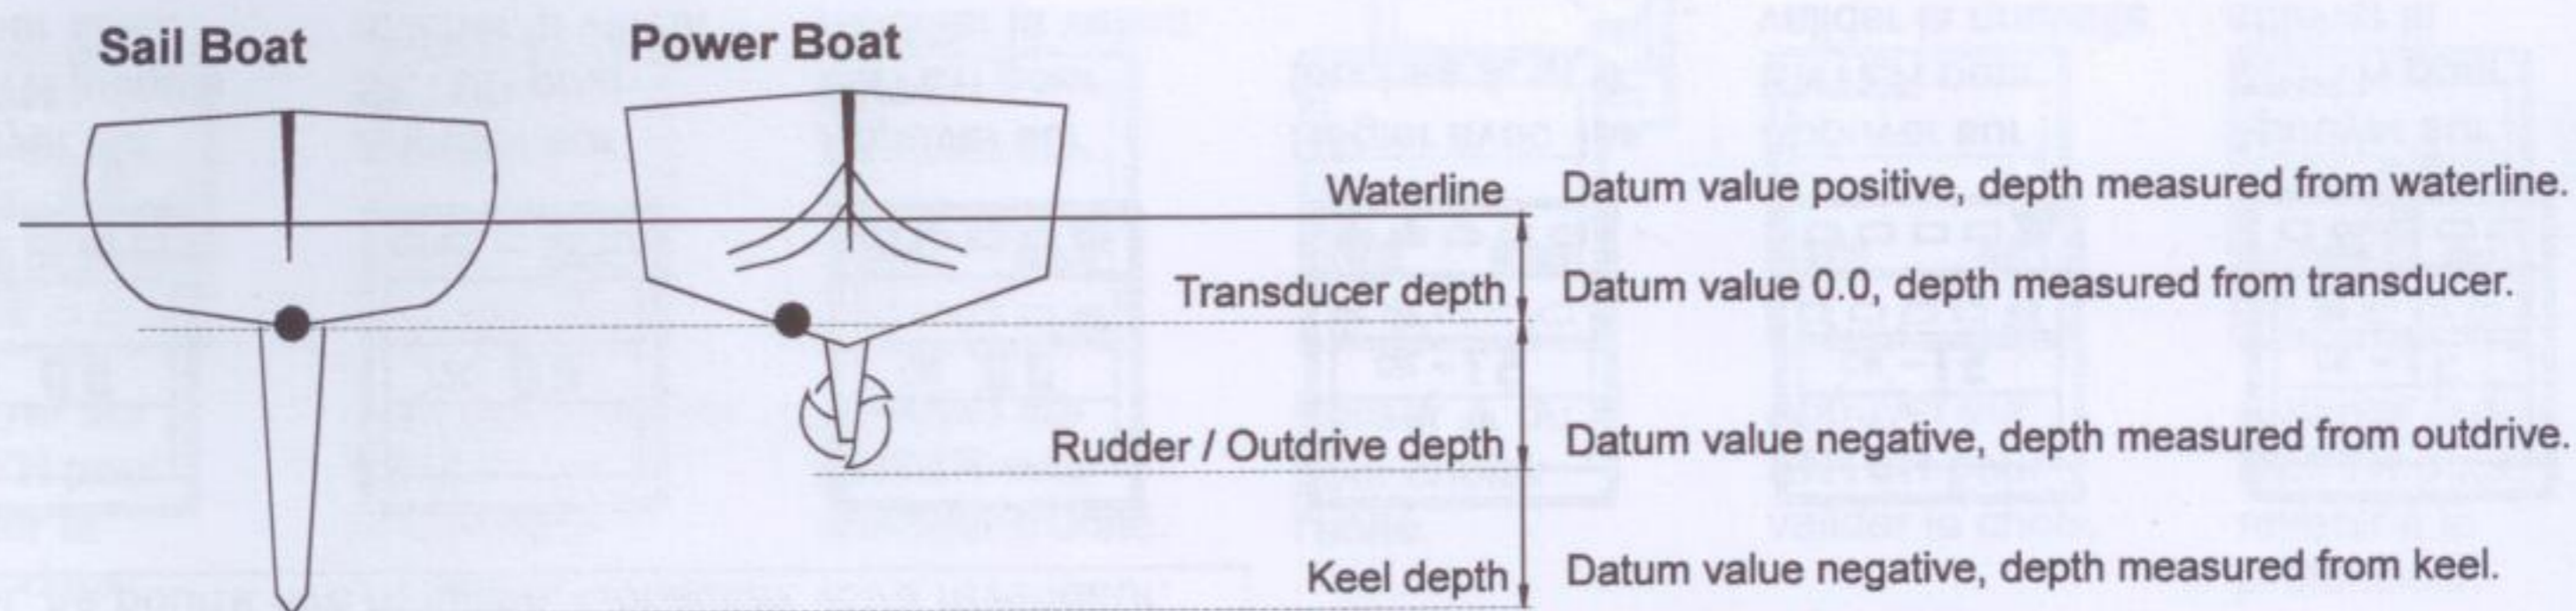 Sail Boat
Power Boat
Waterline Datum value positive, depth measured from waterline.
Transducer depth Datum value 0.0, depth measured from transducer.
Rudder / Outdrive depth Datum value negative, depth measured from outdrive.
Keel depth Datum value negative, depth measured from keel.